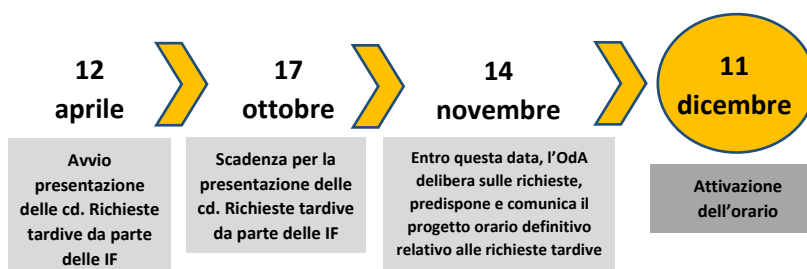 12
aprile
17
ottobre
14
novembre
11
dicembre
Avvio
presentazione
delle cd. Richieste
tardive da parte
delle IF
Scadenza per la
presentazione delle
cd. Richieste tardive
da parte delle IF
Entro questa data, l'OdA
delibera sulle richieste,
predispone e comunica il
progetto orario definitivo
relativo alle richieste tardive
Attivazione
dell'orario